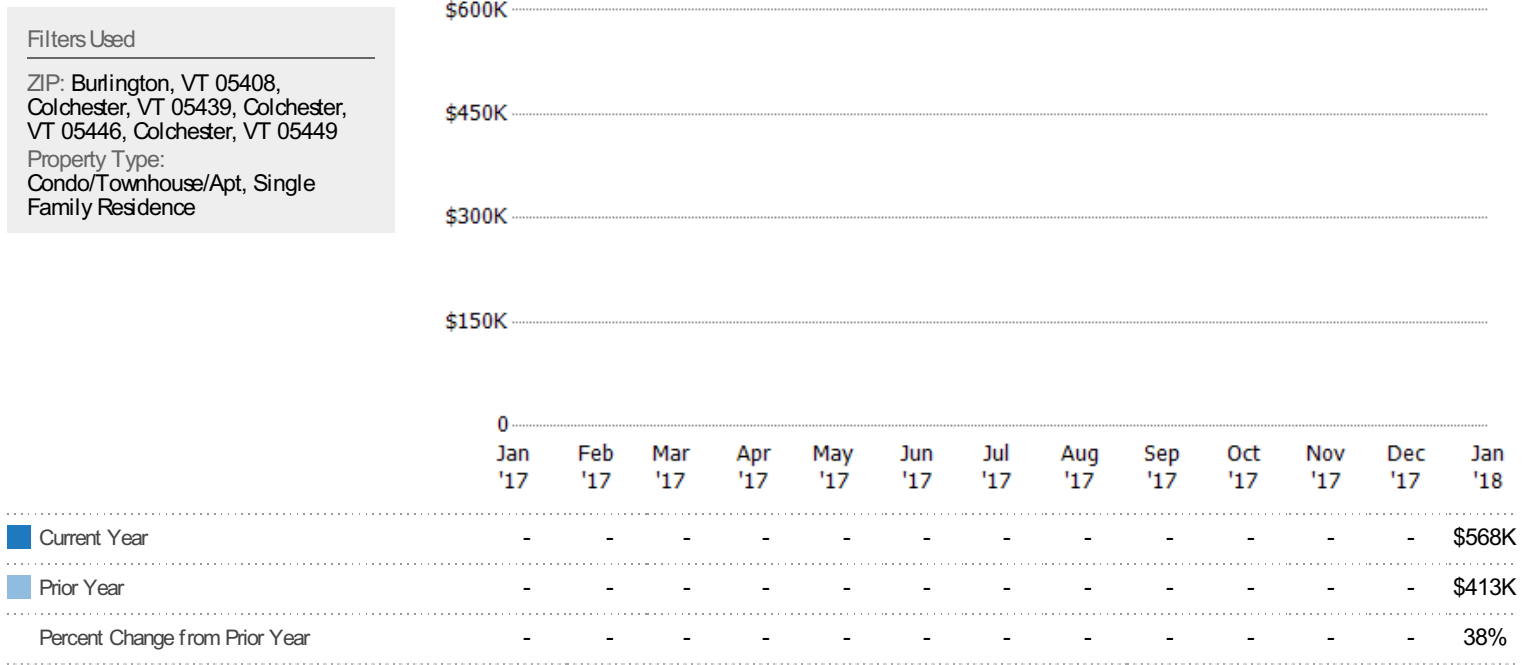 Filters Used
ZIP: Burlington, VT 05408,
Colchester, VT 05439, Colchester,
VT 05446, Colchester, VT 05449
Property Type:
Condo/Townhouse/Apt, Single
Family Residence
$600K
$450K
$300K
$150K
0
Jan Feb Mar Apr May Jun Jul Aug Sep Oct Nov Dec Jan
'17 '17 '17 '17 '17 '17 '17 '17 '17 '17 '17 '17 '18
Current Year - - - - - - - - - - - - $568K
Prior Year - - - - - - - - - - - - $413K
Percent Change from Prior Year - - - - - - - - - - - - 38%